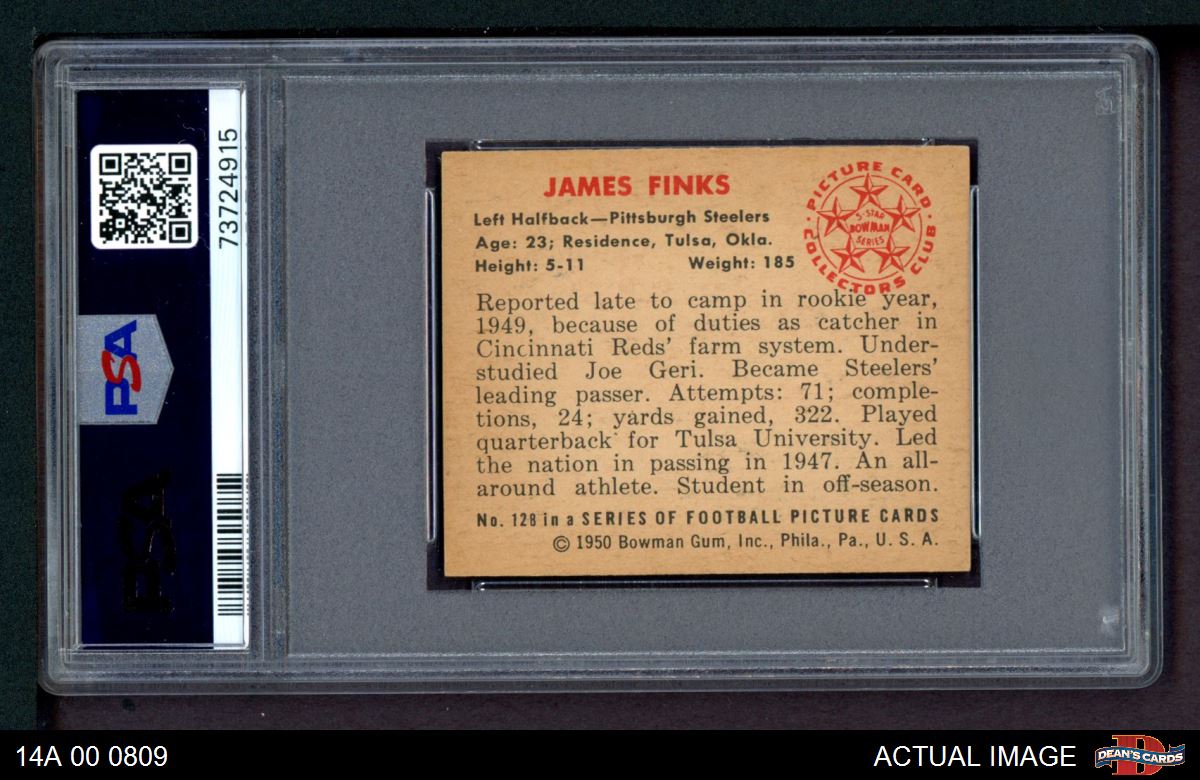 73724915
PSA
PSA
JAMES FINKS
Left Halfback—Pittsburgh Steelers
Age: 23; Residence, Tulsa, Okla.
Height: 5-11 Weight: 185
PICTURE CARD
COLLECTORS CLUB
5-STAR
BOWMAN
SERIES
Reported late to camp in rookie year,
1949, because of duties as catcher in
Cincinnati Reds' farm system. Under-
studied Joe Geri. Became Steelers'
leading passer. Attempts: 71; comple-
tions, 24; yards gained, 322. Played
quarterback for Tulsa University. Led
the nation in passing in 1947. An all-
around athlete. Student in off-season.
No. 128 in a SERIES OF FOOTBALL PICTURE CARDS
© 1950 Bowman Gum, Inc., Phila., Pa., U. S. A.
14A 00 0809
ACTUAL IMAGE
DEAN'S CARDS